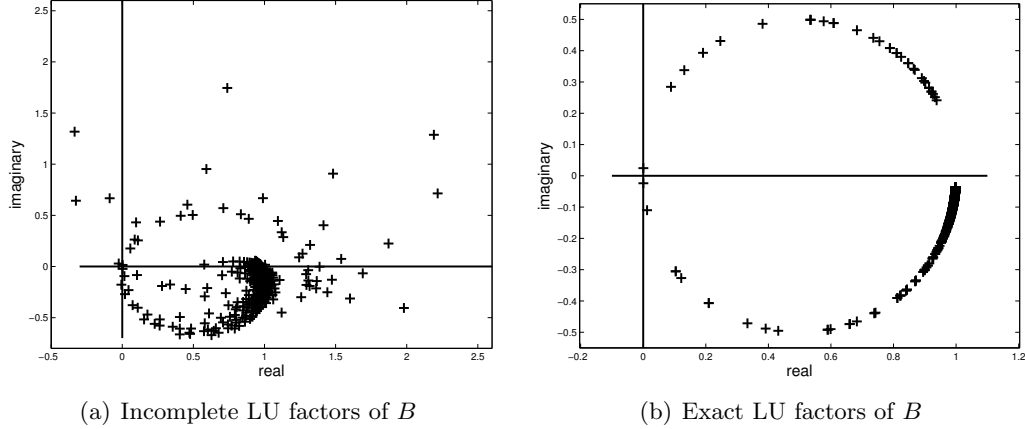 2.5
2
1.5
1
0.5
0
−0.5
imaginary
−0.5 0 0.5 1 1.5 2 2.5
real
(a) Incomplete LU factors of B
0.5
0.4
0.3
0.2
0.1
0
−0.1
−0.2
−0.3
−0.4
−0.5
imaginary
−0.2 0 0.2 0.4 0.6 0.8 1 1.2
real
(b) Exact LU factors of B